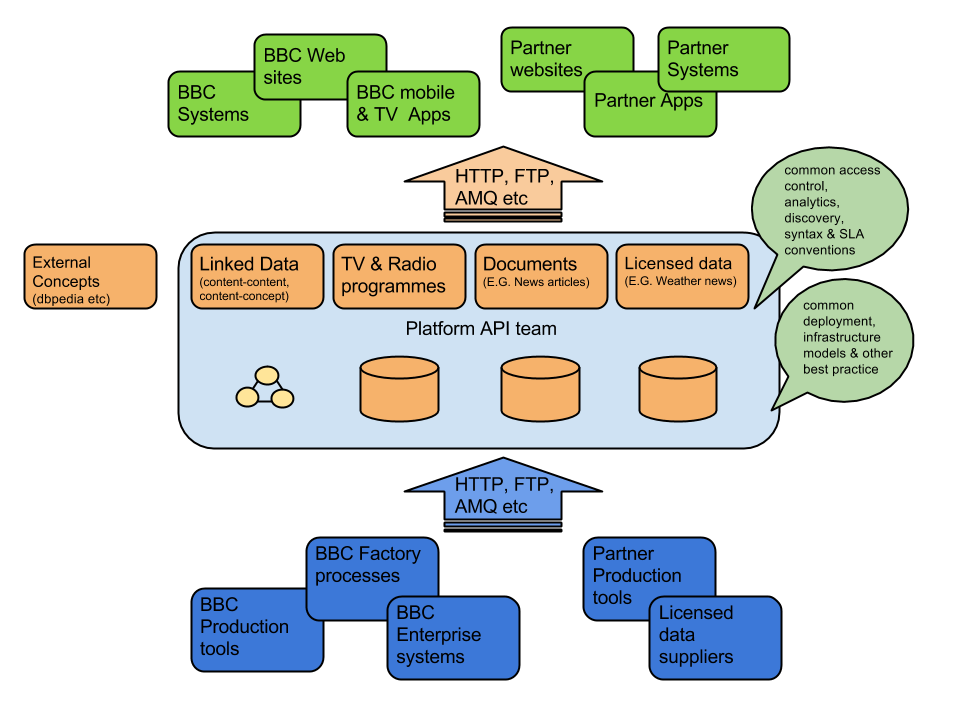 BBC Web
sites
BBC
Systems
BBC mobile
& TV Apps
Partner
websites
Partner
Systems
Partner Apps
HTTP, FTP,
AMQ etc
common access
control,
analytics,
discovery,
syntax & SLA
conventions
External
Concepts
(dbpedia etc)
Linked Data
(content-content,
content-concept)
TV & Radio
programmes
Documents
(E.G. News articles)
Licensed data
(E.G. Weather news)
Platform API team
common
deployment,
infrastructure
models & other
best practice
HTTP, FTP,
AMQ etc
BBC Factory
processes
BBC
Production
tools
BBC
Enterprise
systems
Partner
Production
tools
Licensed
data
suppliers